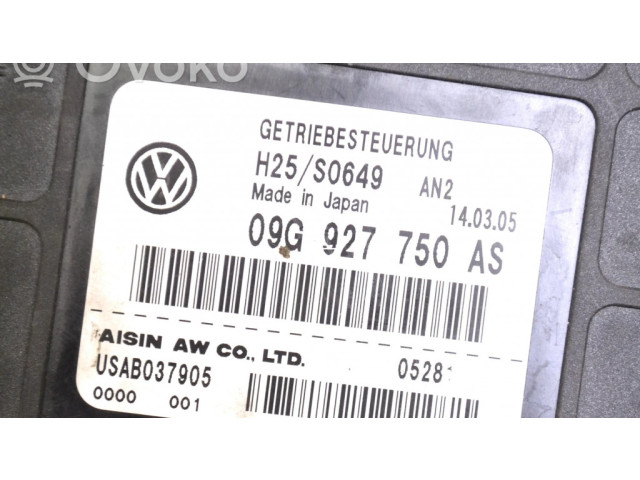 Ovoko
GETRIEBESTEUERUNG
H25/S0649 AN2
Made in Japan 14.03.05
09G 927 750 AS
AISIN AW CO., LTD.
USAB037905 05281
0000 001